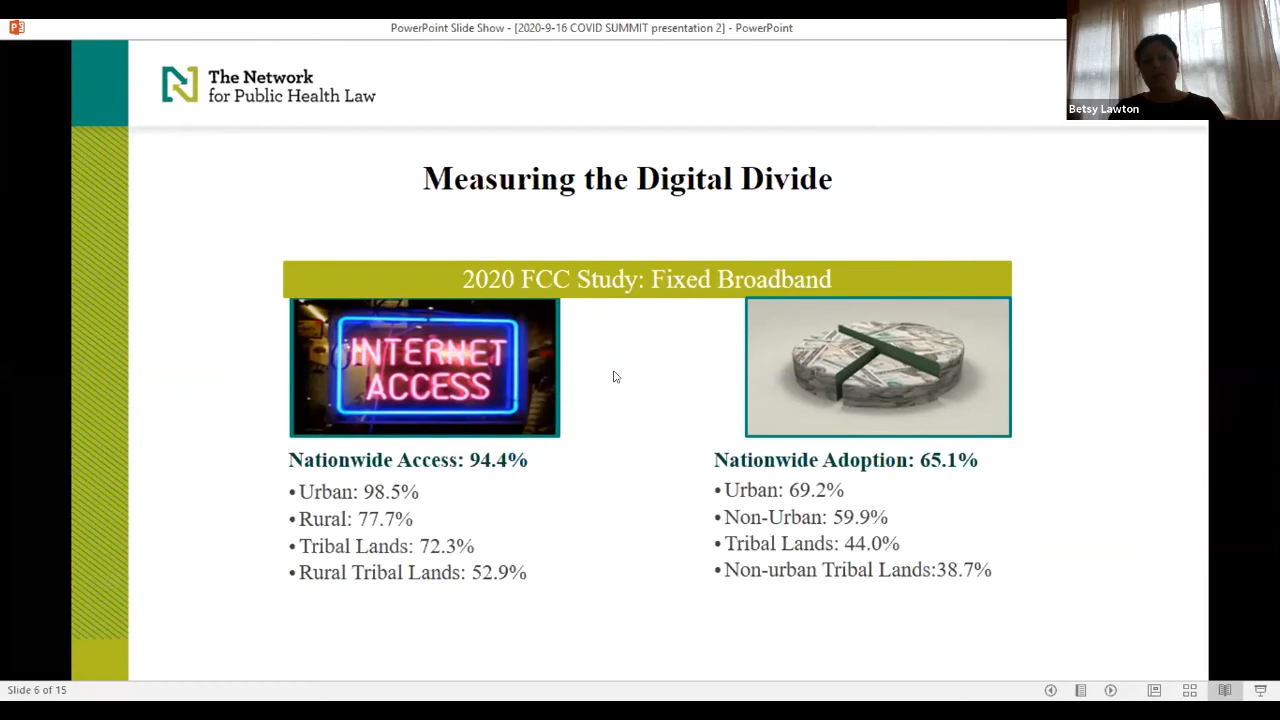 PowerPoint Slide Show - [2020-9-16 COVID SUMMIT presentation 2] - PowerPoint
Betsy Lawton
The Network
for Public Health Law
Measuring the Digital Divide
2020 FCC Study: Fixed Broadband
INTERNET
ACCESS
Nationwide Access: 94.4%
• Urban: 98.5%
• Rural: 77.7%
• Tribal Lands: 72.3%
• Rural Tribal Lands: 52.9%
Nationwide Adoption: 65.1%
• Urban: 69.2%
• Non-Urban: 59.9%
• Tribal Lands: 44.0%
• Non-urban Tribal Lands:38.7%
Slide 6 of 15